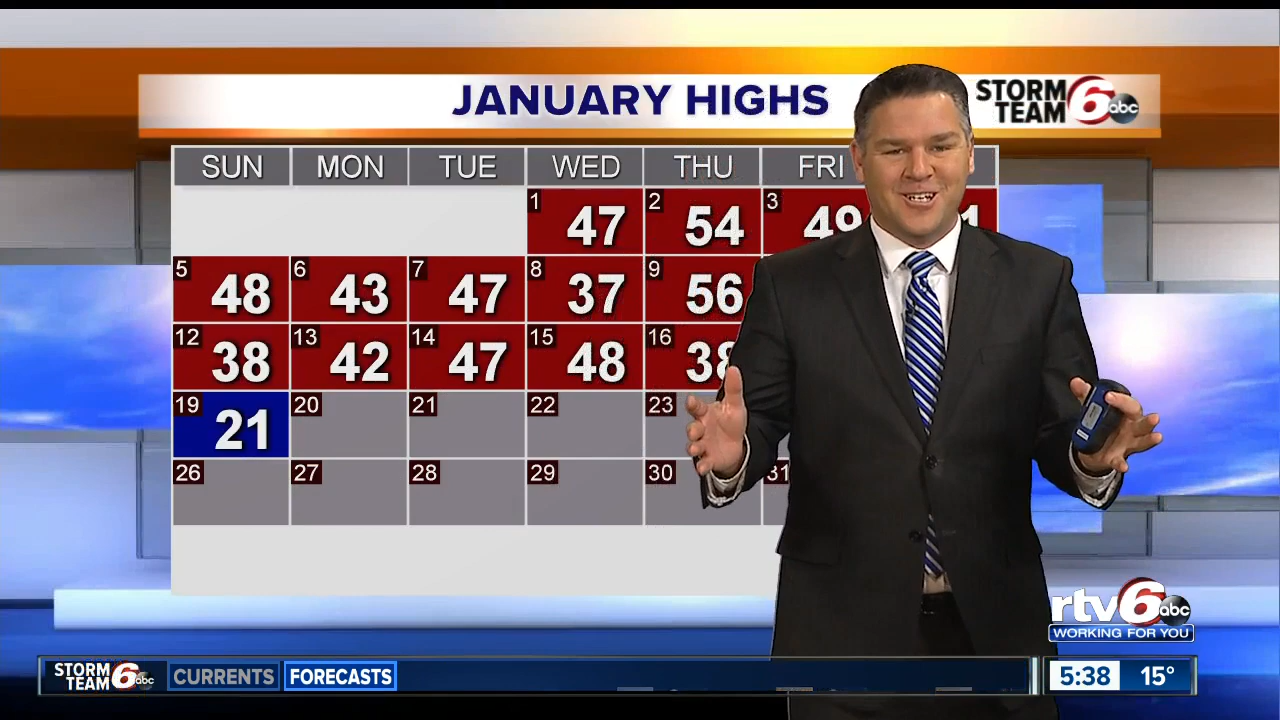 JANUARY HIGHS
STORM TEAM 6 abc
SUN MON TUE WED THU FRI
1 47 2 54 3 49
5 48 6 43 7 47 8 37 9 56
12 38 13 42 14 47 15 48 16 38
19 21 20 21 22 23
26 27 28 29 30 31
rtv6 abc
WORKING FOR YOU
STORM TEAM 6 abc CURRENTS FORECASTS 5:38 15°